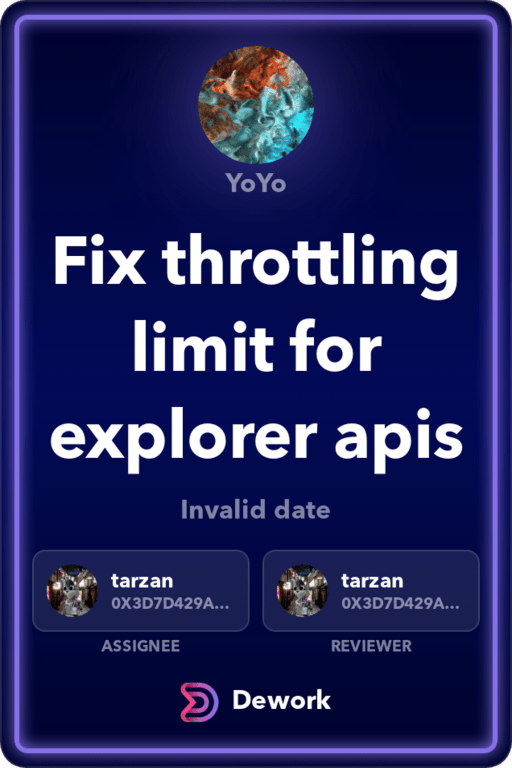 YoYo
Fix throttling
limit for
explorer apis
Invalid date
tarzan
0X3D7D429A...
ASSIGNEE
tarzan
0X3D7D429A...
REVIEWER
Dework